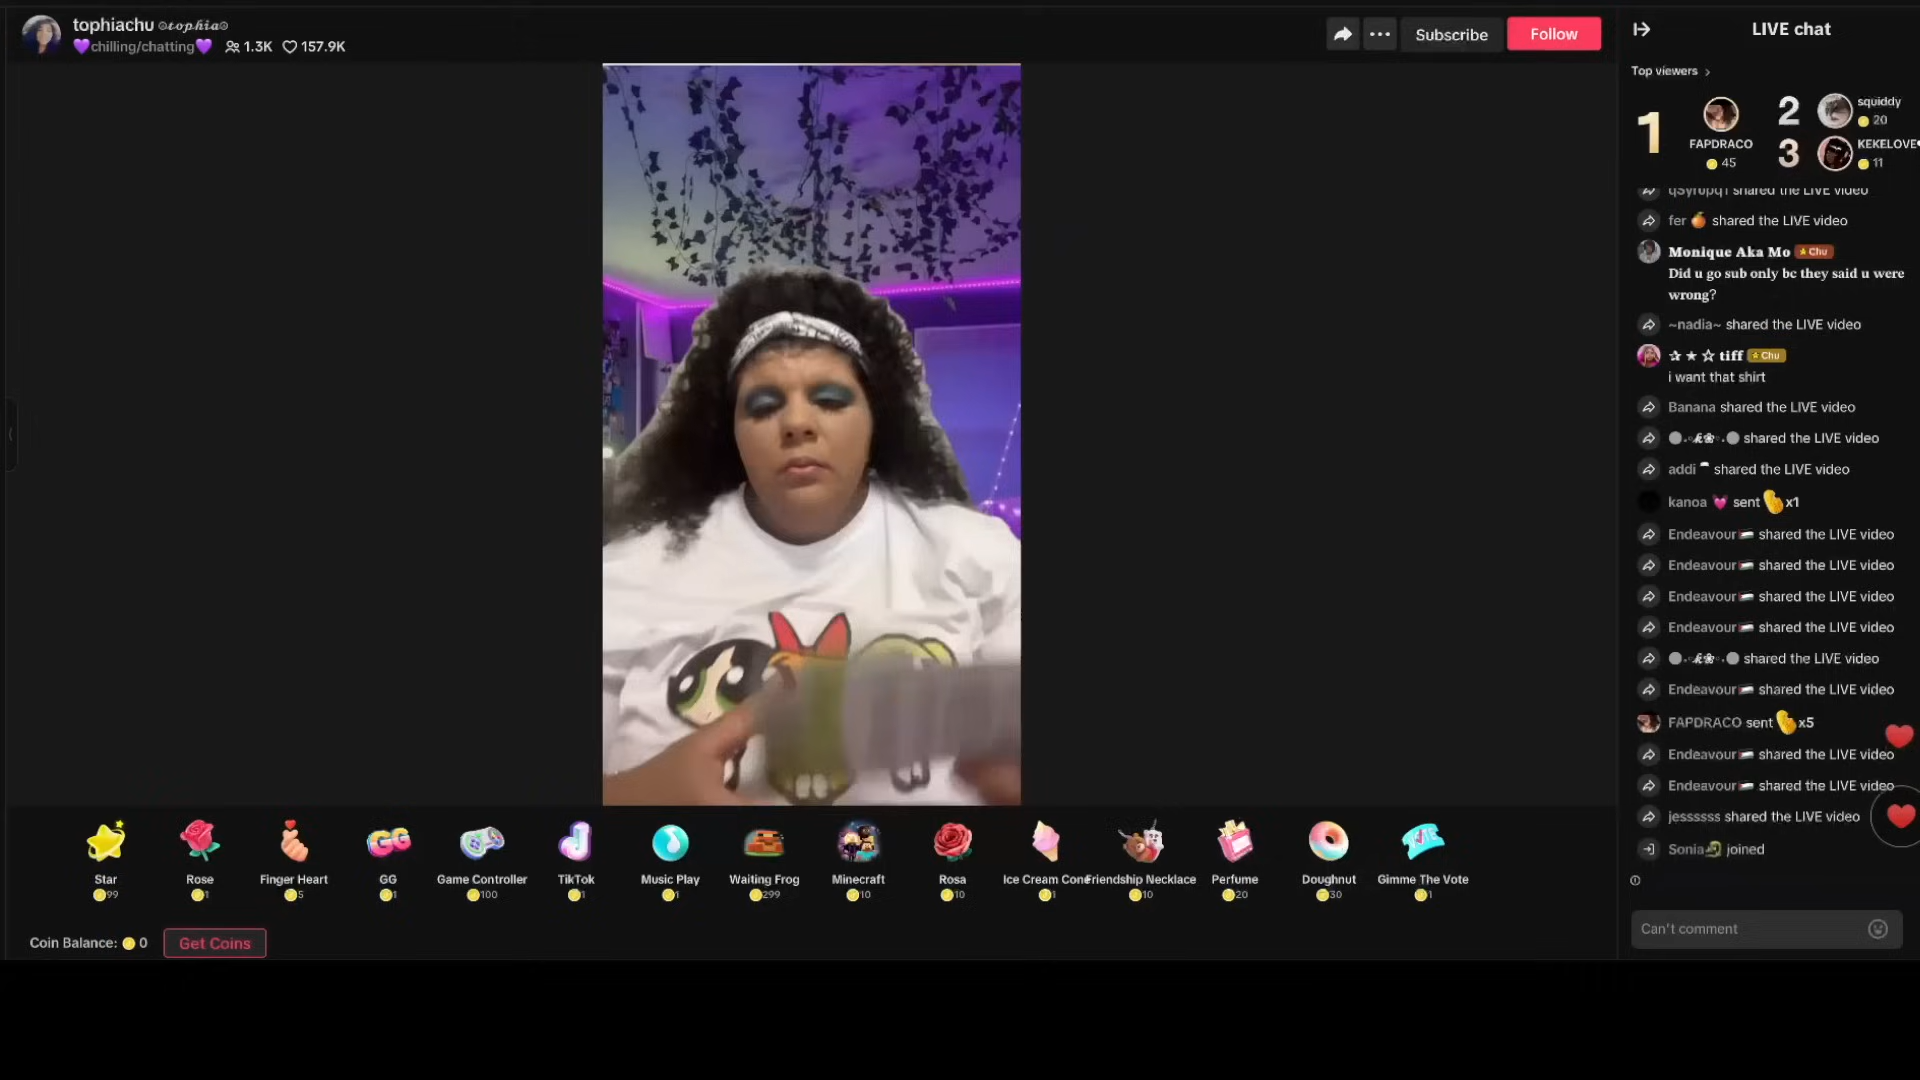 tophiachu ☺𝓽𝓸𝓹𝓱𝓲𝓪☺
💜chilling/chatting💜 1.3K 157.9K
Subscribe
Follow
LIVE chat
Top viewers >
1
FAPDRACO
45
2
squiddy
20
3
KEKELOVE
11
shared the LIVE video
fer 🍊 shared the LIVE video
Monique Aka Mo Chu
Did u go sub only bc they said u were
wrong?
~nadia~ shared the LIVE video
✰ ★ ☆ tiff Chu
i want that shirt
Banana shared the LIVE video
shared the LIVE video
addi shared the LIVE video
kanoa 💓 sent x1
Endeavour🇵🇸 shared the LIVE video
Endeavour🇵🇸 shared the LIVE video
Endeavour🇵🇸 shared the LIVE video
Endeavour🇵🇸 shared the LIVE video
shared the LIVE video
Endeavour🇵🇸 shared the LIVE video
FAPDRACO sent x5
Endeavour🇵🇸 shared the LIVE video
Endeavour🇵🇸 shared the LIVE video
jessssss shared the LIVE video
Sonia joined
Can't comment
Star
99
Rose
1
Finger Heart
5
GG
1
Game Controller
100
TikTok
1
Music Play
1
Waiting Frog
299
Minecraft
10
Rosa
10
Ice Cream Cone
1
Friendship Necklace
10
Perfume
20
Doughnut
30
Gimme The Vote
1
Coin Balance: 0
Get Coins